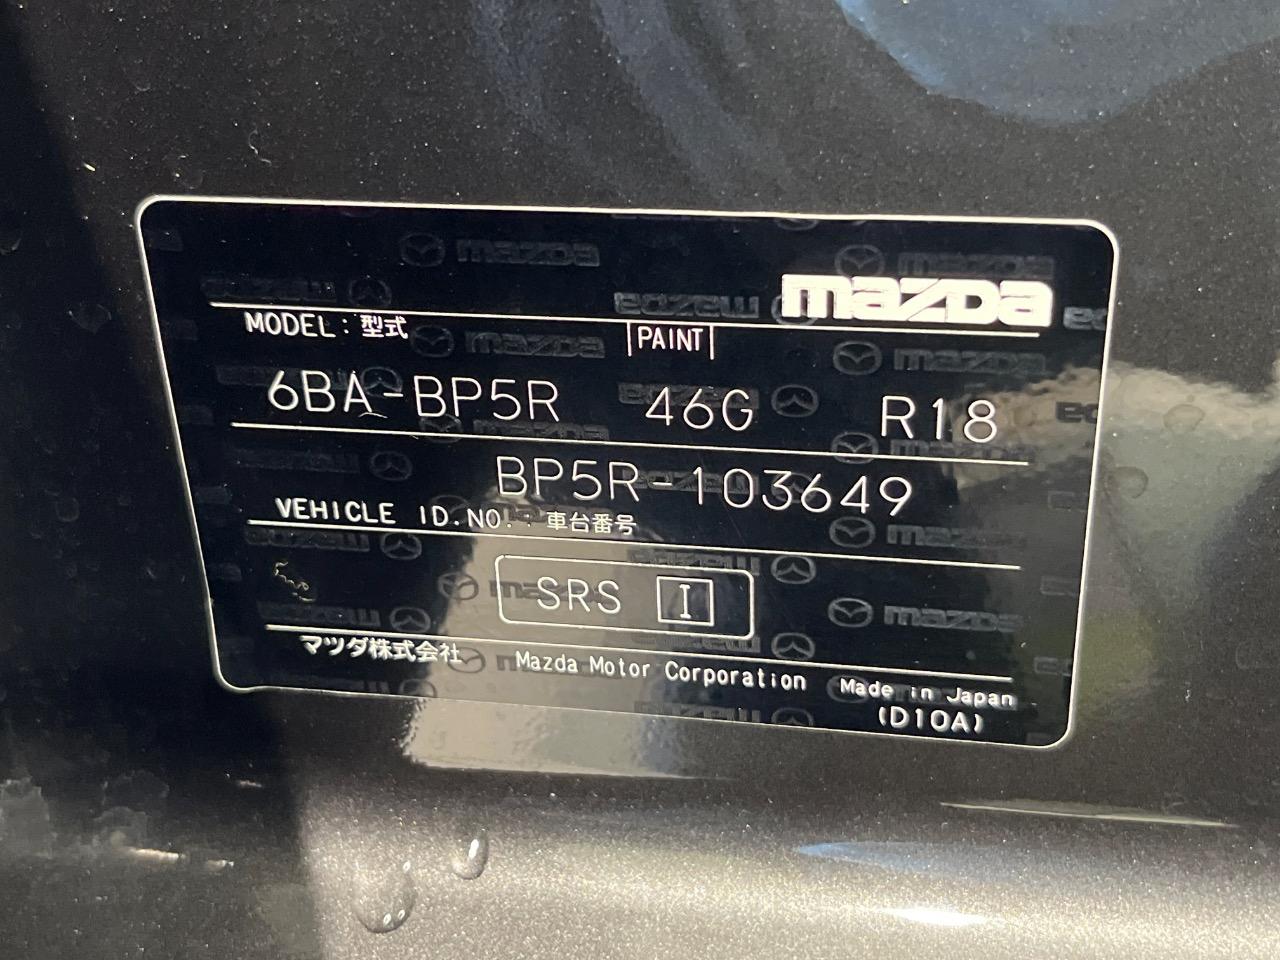 mazda
MODEL : 型式 PAINT
6BA-BP5R 46G R18
BP5R-103649
VEHICLE ID.NO. : 車台番号
SRS I
マツダ株式会社 Mazda Motor Corporation Made in Japan
(D10A)